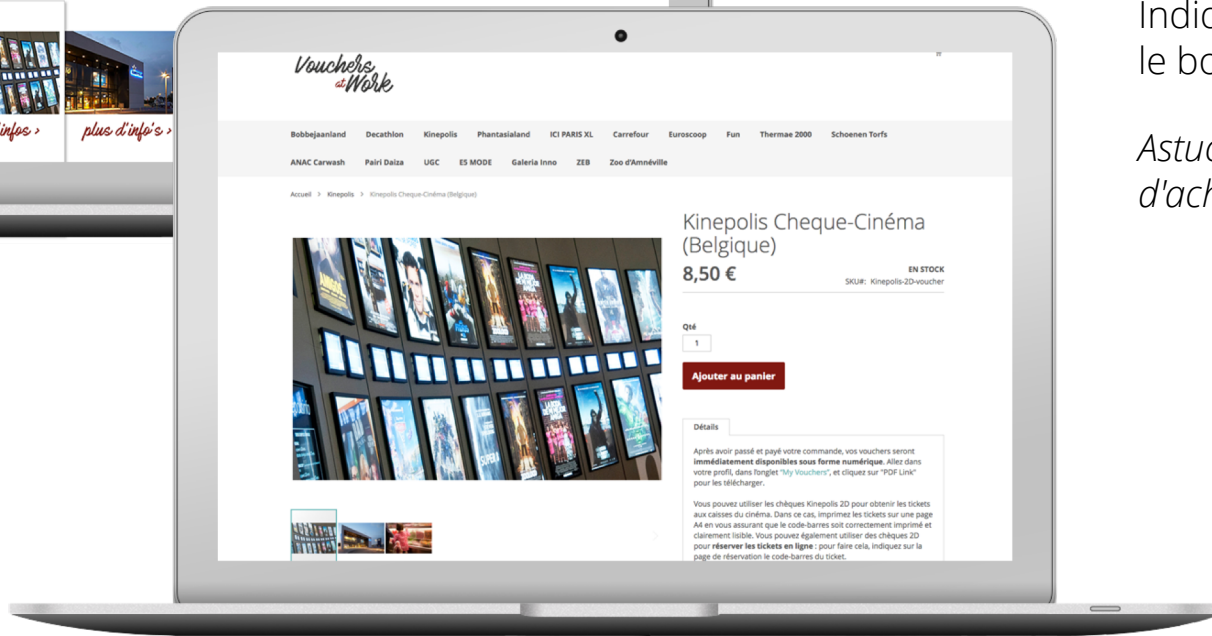 Indic
le bo
Astuc
d'ach
infos >
plus d'info's >
Vouchers
at Work
Bobbejaanland Decathlon Kinepolis Phantasialand ICI PARIS XL Carrefour Euroscoop Fun Thermae 2000 Schoenen Torfs
ANAC Carwash Pairi Daiza UGC E5 MODE Galeria Inno ZEB Zoo d'Amnéville
Accueil > Kinepolis > Kinepolis Cheque-Cinéma (Belgique)
Kinepolis Cheque-Cinéma
(Belgique)
8,50 €
EN STOCK
SKU#: Kinepolis-2D-voucher
Qté
1
Ajouter au panier
Détails
Après avoir passé et payé votre commande, vos vouchers seront
immédiatement disponibles sous forme numérique. Allez dans
votre profil, dans l'onglet "My Vouchers", et cliquez sur "PDF Link"
pour les télécharger.
Vous pouvez utiliser les chèques Kinepolis 2D pour obtenir les tickets
aux caisses du cinéma. Dans ce cas, imprimez les tickets sur une page
A4 en vous assurant que le code-barres soit correctement imprimé et
clairement lisible. Vous pouvez également utiliser des chèques 2D
pour réserver les tickets en ligne : pour faire cela, indiquez sur la
page de réservation le code-barres du ticket.